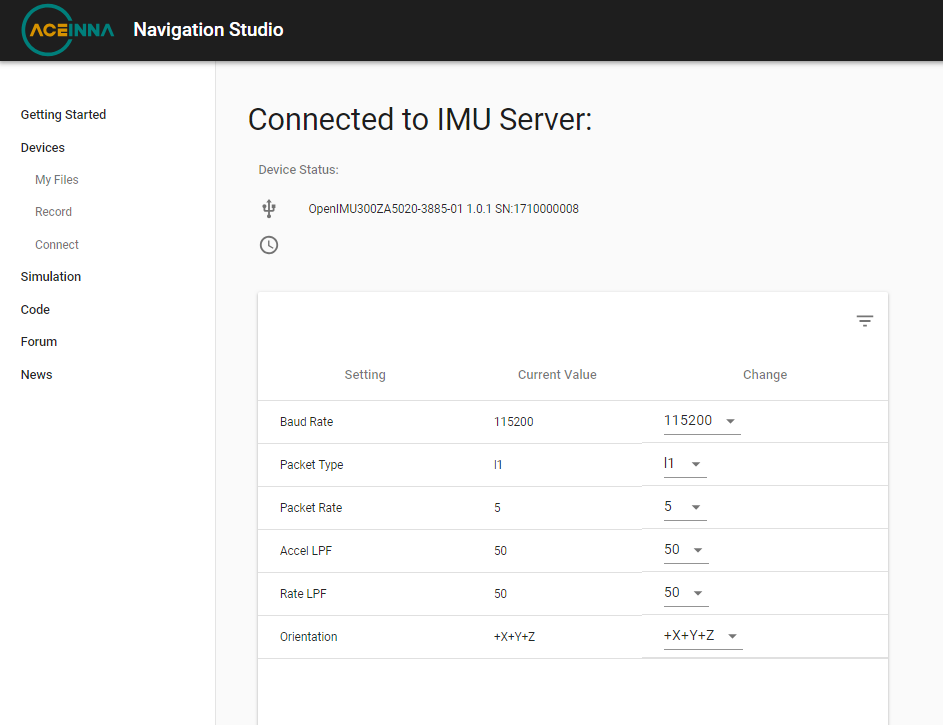 ACEINNA Navigation Studio
Getting Started
Devices
My Files
Record
Connect
Simulation
Code
Forum
News
Connected to IMU Server:
Device Status:
OpenIMU300ZA5020-3885-01 1.0.1 SN:1710000008
Setting Current Value Change
Baud Rate 115200 115200
Packet Type I1 I1
Packet Rate 5 5
Accel LPF 50 50
Rate LPF 50 50
Orientation +X+Y+Z +X+Y+Z